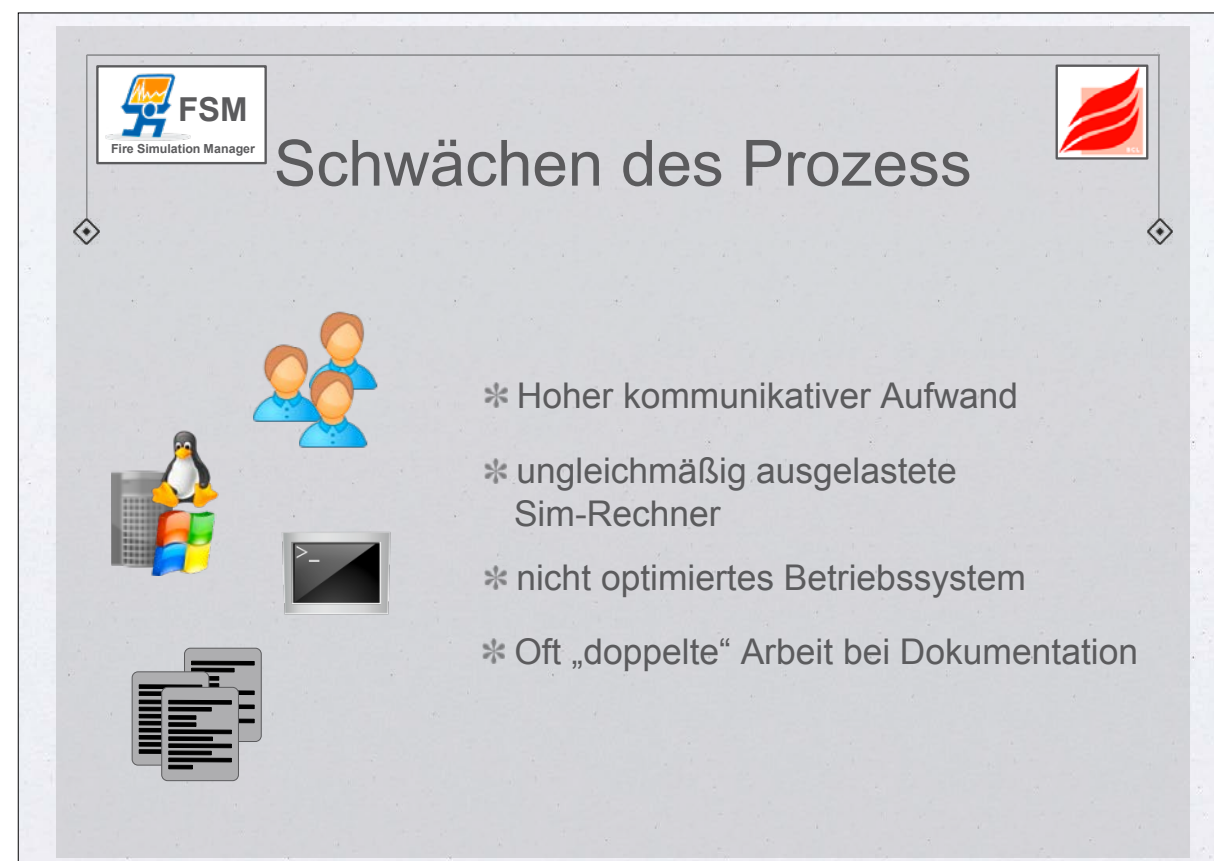 FSM
Fire Simulation Manager
Schwächen des Prozess
Hoher kommunikativer Aufwand
ungleichmäßig ausgelastete
Sim-Rechner
>_
nicht optimiertes Betriebssystem
Oft „doppelte“ Arbeit bei Dokumentation